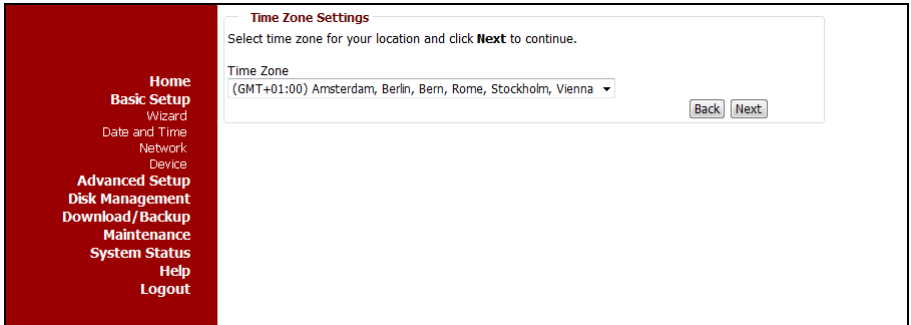 Home
Basic Setup
Wizard
Date and Time
Network
Device
Advanced Setup
Disk Management
Download/Backup
Maintenance
System Status
Help
Logout
Time Zone Settings
Select time zone for your location and click Next to continue.
Time Zone
(GMT+01:00) Amsterdam, Berlin, Bern, Rome, Stockholm, Vienna
Back Next